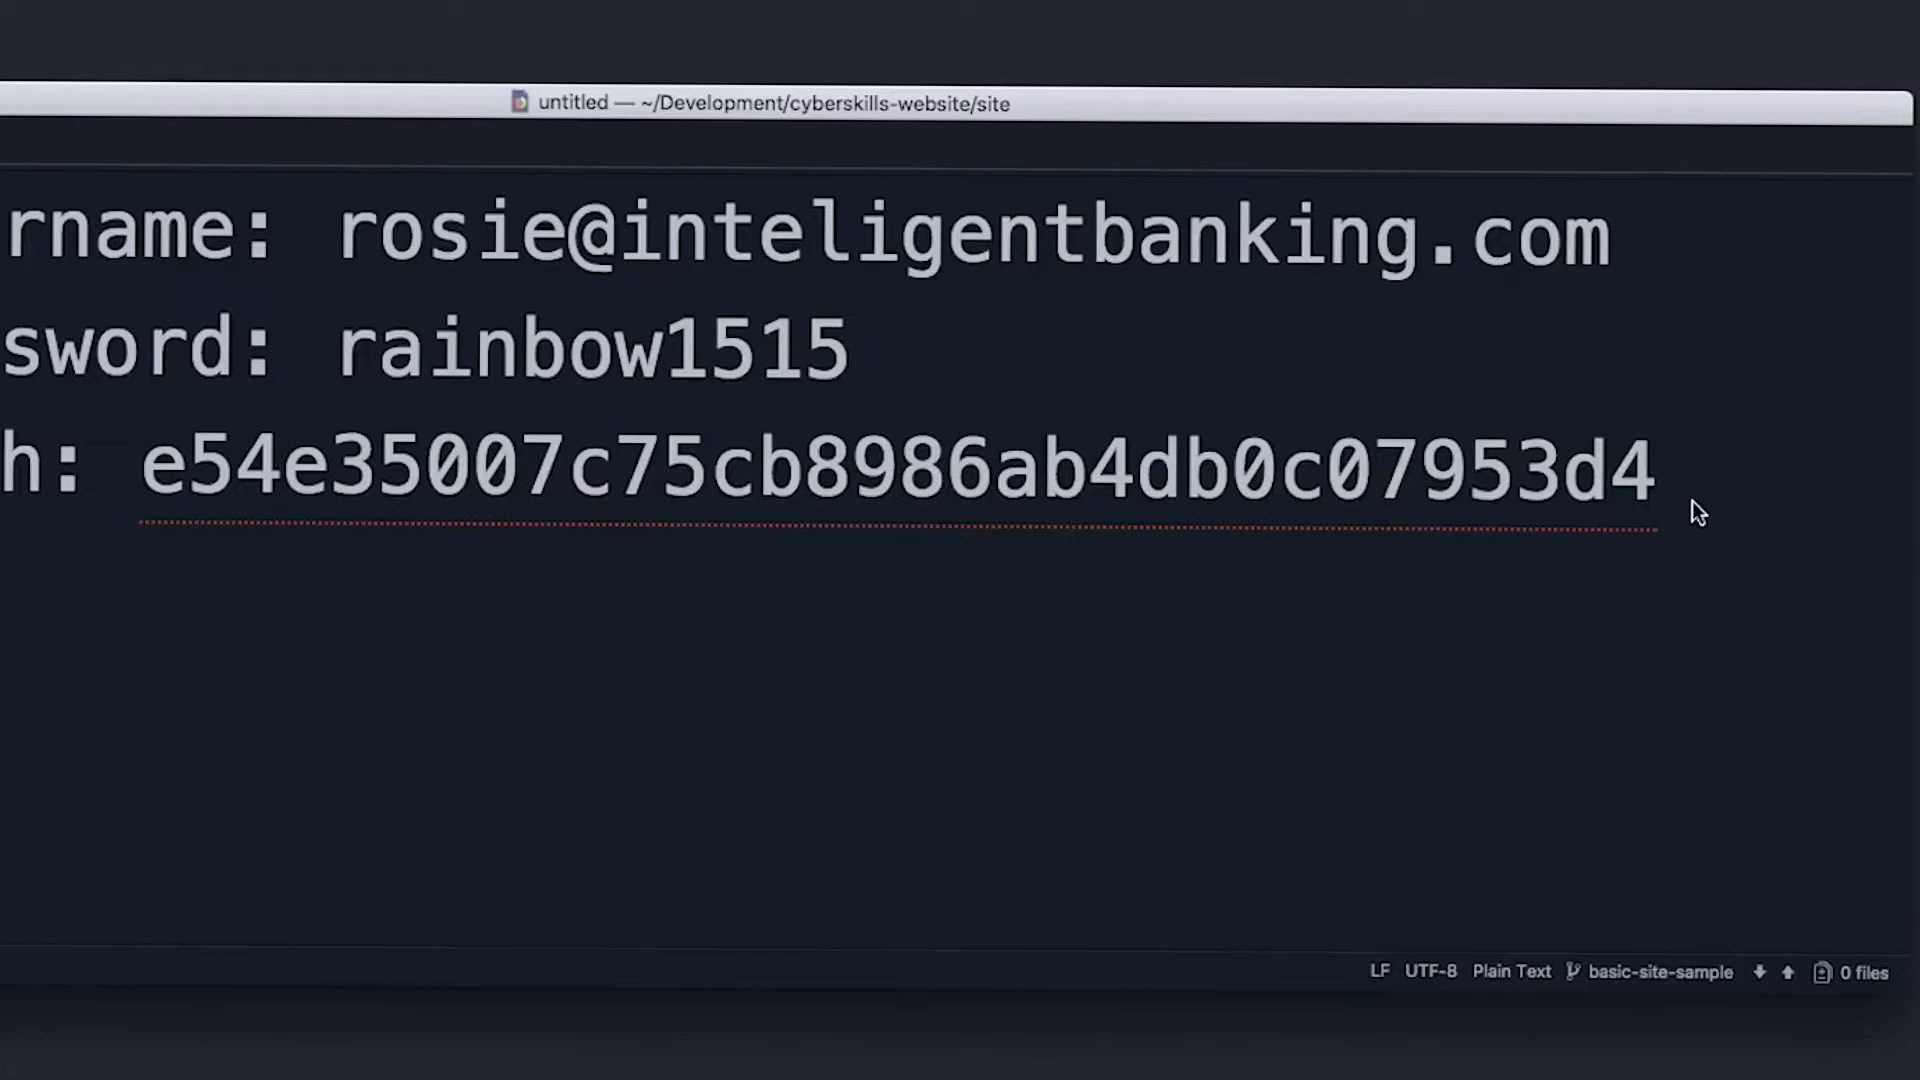 untitled — ~/Development/cyberskills-website/site
rname: rosie@inteligentbanking.com
sword: rainbow1515
h: e54e35007c75cb8986ab4db0c07953d4
LF UTF-8 Plain Text basic-site-sample 0 files